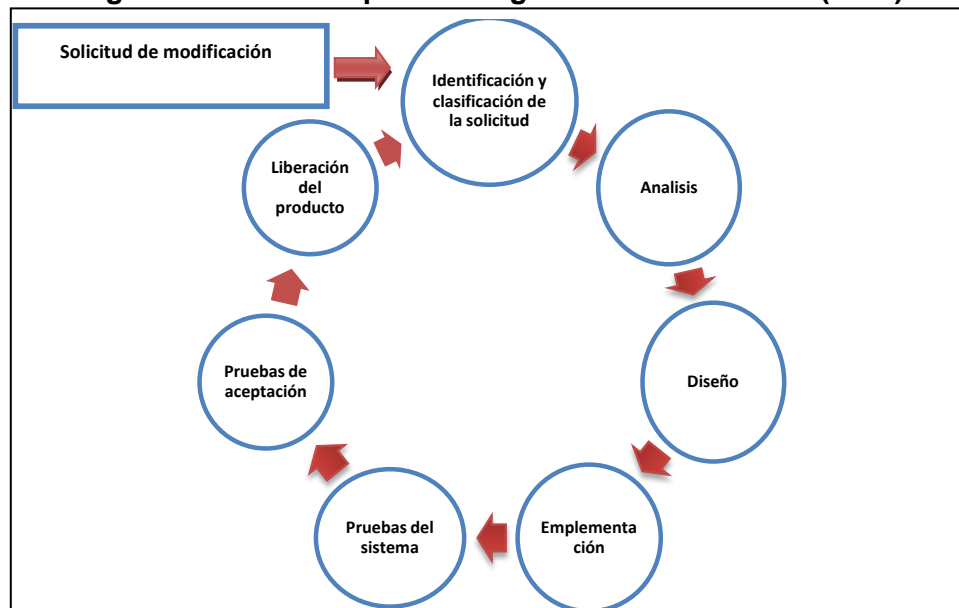 Solicitud de modificación
Identificación y
clasificación de
la solicitud
Analisis
Diseño
Emplementa
ción
Pruebas del
sistema
Pruebas de
aceptación
Liberación
del
producto